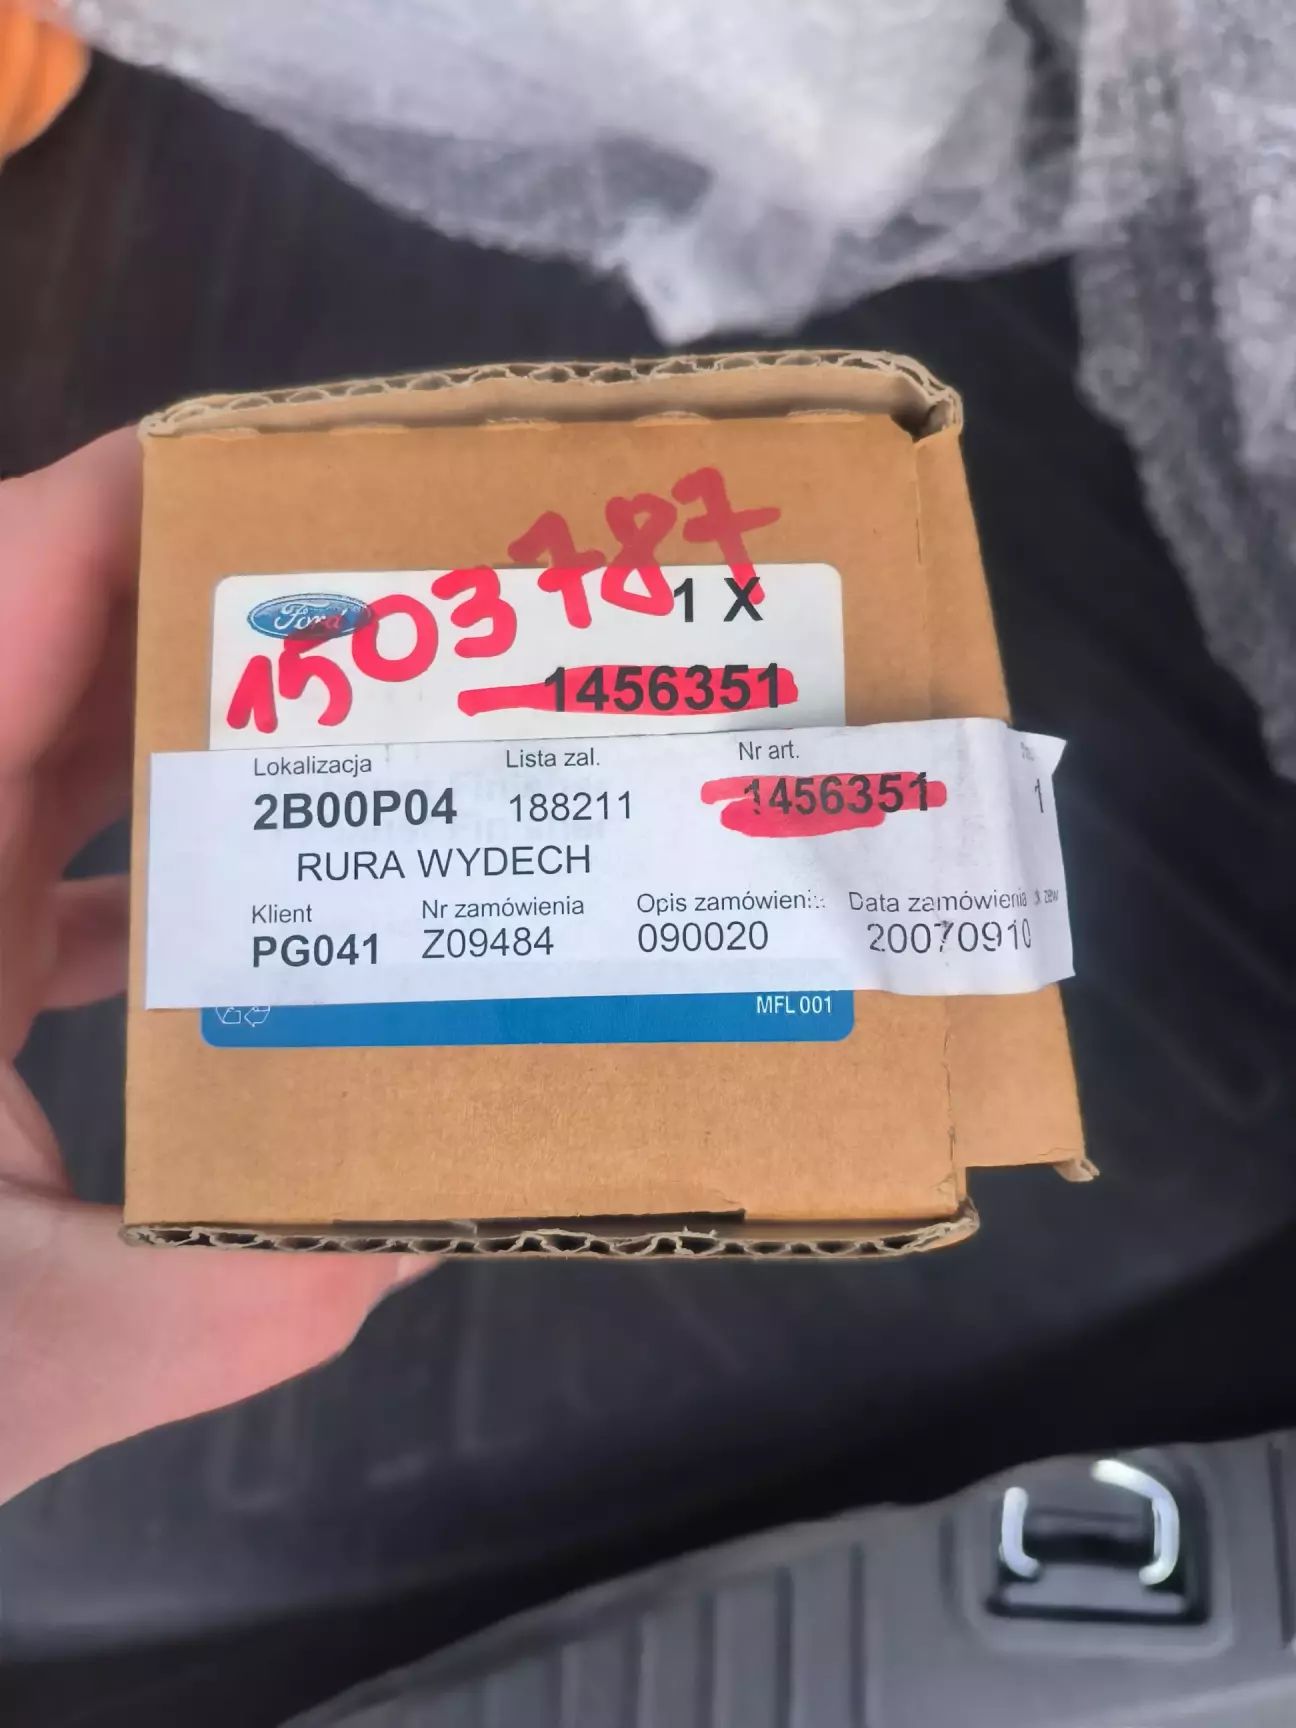 1503787
Ford
1 X
1456351
Lokalizacja Lista zal. Nr art.
2B00P04 188211 1456351 1
RURA WYDECH
Klient Nr zamówienia Opis zamówieni Data zamówienia
PG041 Z09484 090020 20070910
MFL 001